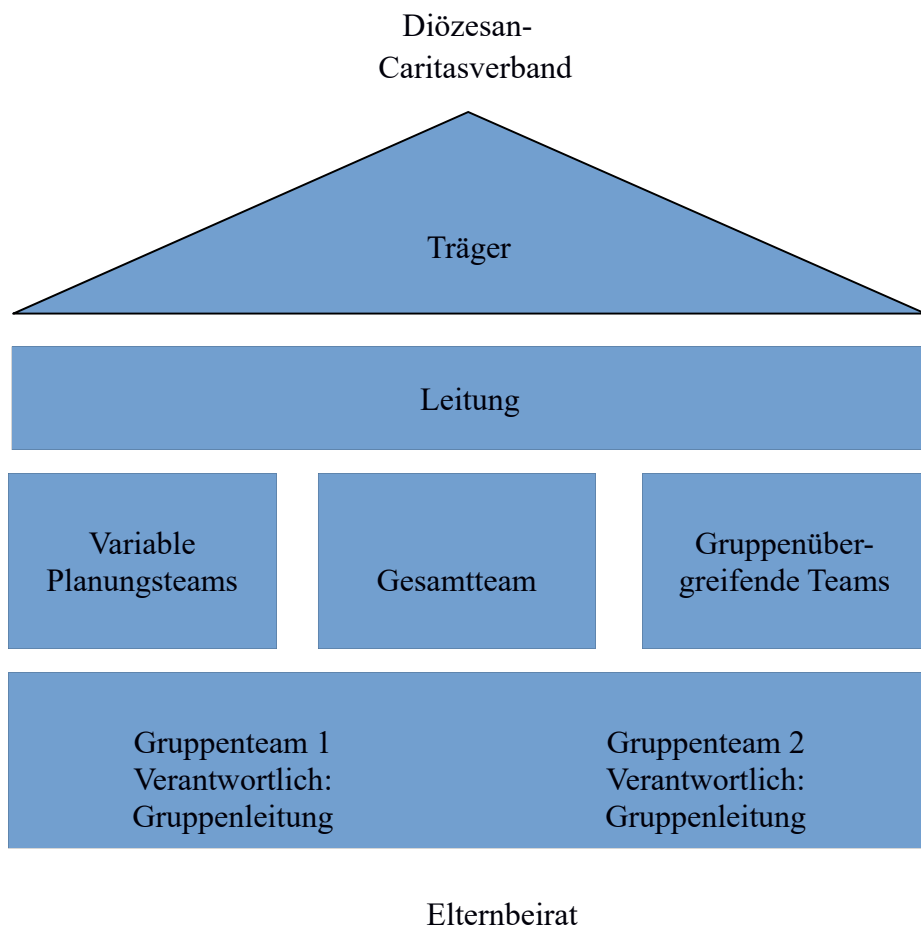 Diözesan-
Caritasverband
Träger
Leitung
Variable
Planungsteams
Gesamtteam
Gruppenüber-
greifende Teams
Gruppenteam 1
Verantwortlich:
Gruppenleitung
Gruppenteam 2
Verantwortlich:
Gruppenleitung
Elternbeirat